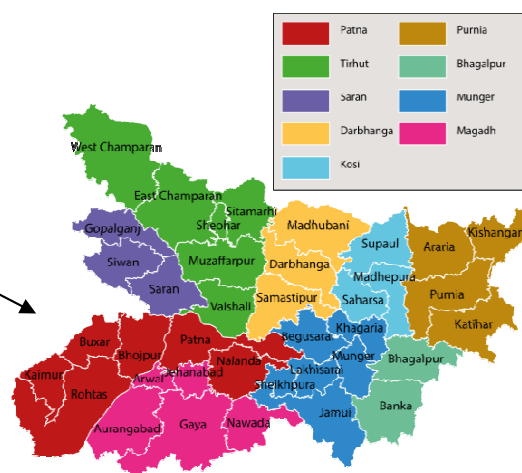 Patna
Purnia
Tirhut
Bhagalpur
Saran
Munger
Darbhanga
Magadh
Kosi
West Champaran
East Champaran
Sitamarhi
Sheohar
Gopalganj
Madhubani
Kishanganj
Supaul
Araria
Siwan
Muzaffarpur
Darbhanga
Madhepura
Saran
Vaishali
Samastipur
Saharsa
Purnia
Katihar
Buxar
Bhojpur
Patna
Begusarai
Khagaria
Munger
Bhagalpur
Kaimur
Rohtas
Arwal
Jehanabad
Nalanda
Lakhisarai
Sheikhpura
Aurangabad
Gaya
Nawada
Jamui
Banka